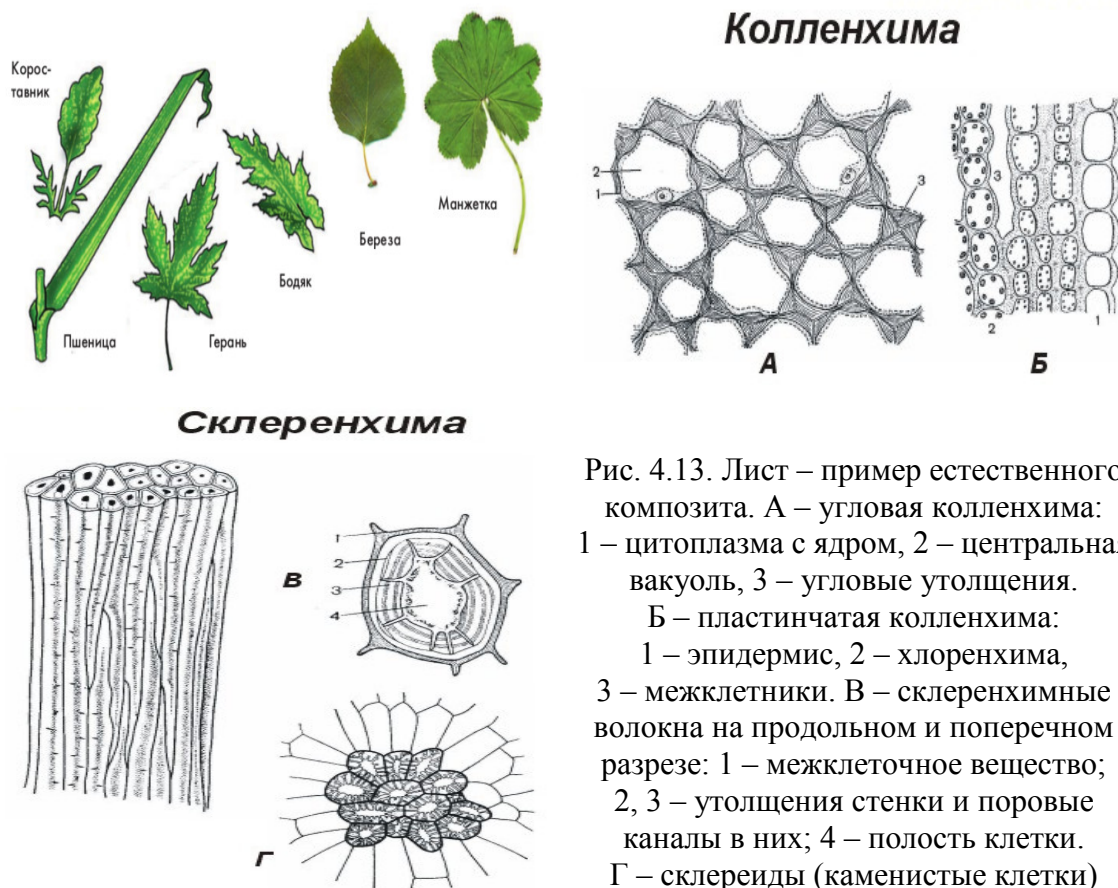 Корос-
тавник
Пшеница
Герань
Бодяк
Береза
Манжетка
Колленхима
2
1
3
А
3
2
1
Б
Склеренхима
1
2
3
4
В
Г
Рис. 4.13. Лист – пример естественного
композита. А – угловая колленхима:
1 – цитоплазма с ядром, 2 – центральная
вакуоль, 3 – угловые утолщения.
Б – пластинчатая колленхима:
1 – эпидермис, 2 – хлоренхима,
3 – межклетники. В – склеренхимные
волокна на продольном и поперечном
разрезе: 1 – межклеточное вещество;
2, 3 – утолщения стенки и поровые
каналы в них; 4 – полость клетки.
Г – склереиды (каменистые клетки)